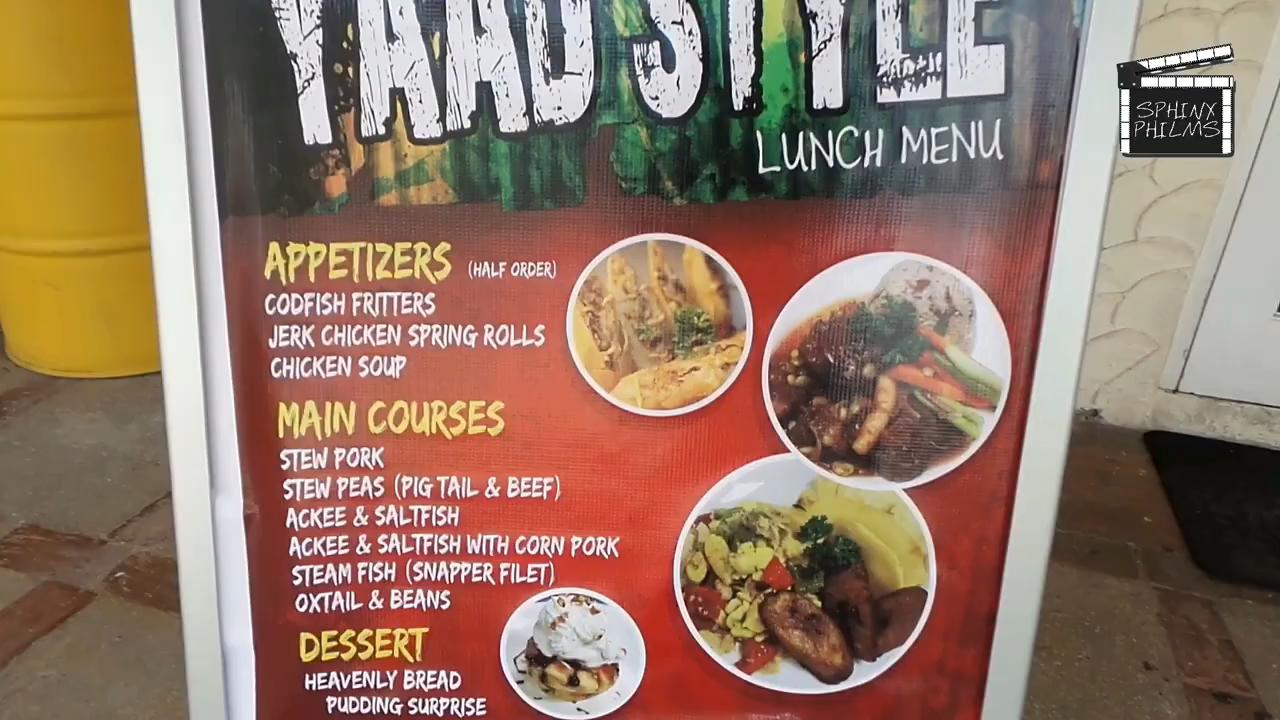 YAAD STYLE
LUNCH MENU
SPHINX
PHILMS
APPETIZERS (HALF ORDER)
CODFISH FRITTERS
JERK CHICKEN SPRING ROLLS
CHICKEN SOUP
MAIN COURSES
STEW PORK
STEW PEAS (PIG TAIL & BEEF)
ACKEE & SALTFISH
ACKEE & SALTFISH WITH CORN PORK
STEAM FISH (SNAPPER FILET)
OXTAIL & BEANS
DESSERT
HEAVENLY BREAD
PUDDING SURPRISE